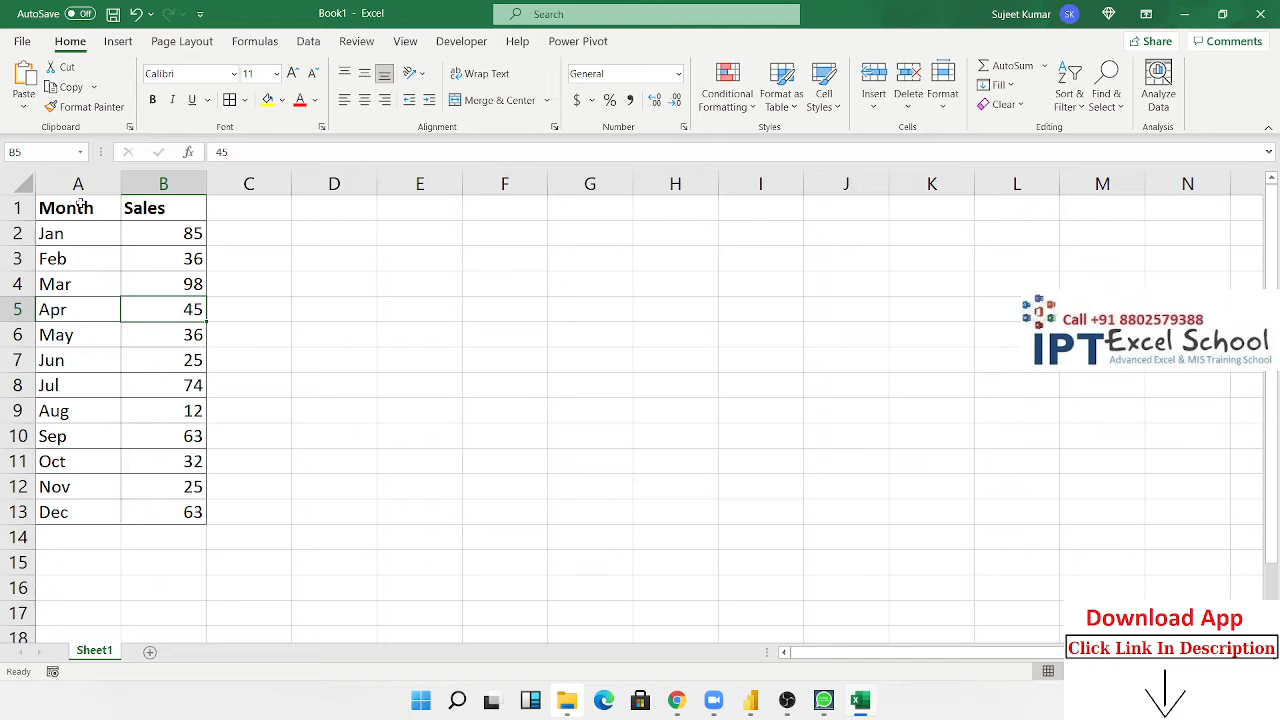 AutoSave Off Book1 - Excel Search Sujeet Kumar SK
File Home Insert Page Layout Formulas Data Review View Developer Help Power Pivot Share Comments
Paste Cut Copy Format Painter Clipboard
Calibri 11 B I U A Font
Wrap Text Merge & Center Alignment
General $ % , Number
Conditional Formatting Format as Table Cell Styles Styles
Insert Delete Format Cells
AutoSum Fill Clear Sort & Filter Find & Select Editing
Analyze Data Analysis
B5 fx 45
A B C D E F G H I J K L M N
1 Month Sales
2 Jan 85
3 Feb 36
4 Mar 98
5 Apr 45
6 May 36
7 Jun 25
8 Jul 74
9 Aug 12
10 Sep 63
11 Oct 32
12 Nov 25
13 Dec 63
14
15
16
17
18
Call +91 8802579388
IPT Excel School
Advanced Excel & MIS Training School
Download App
Click Link In Description
Sheet1
Ready